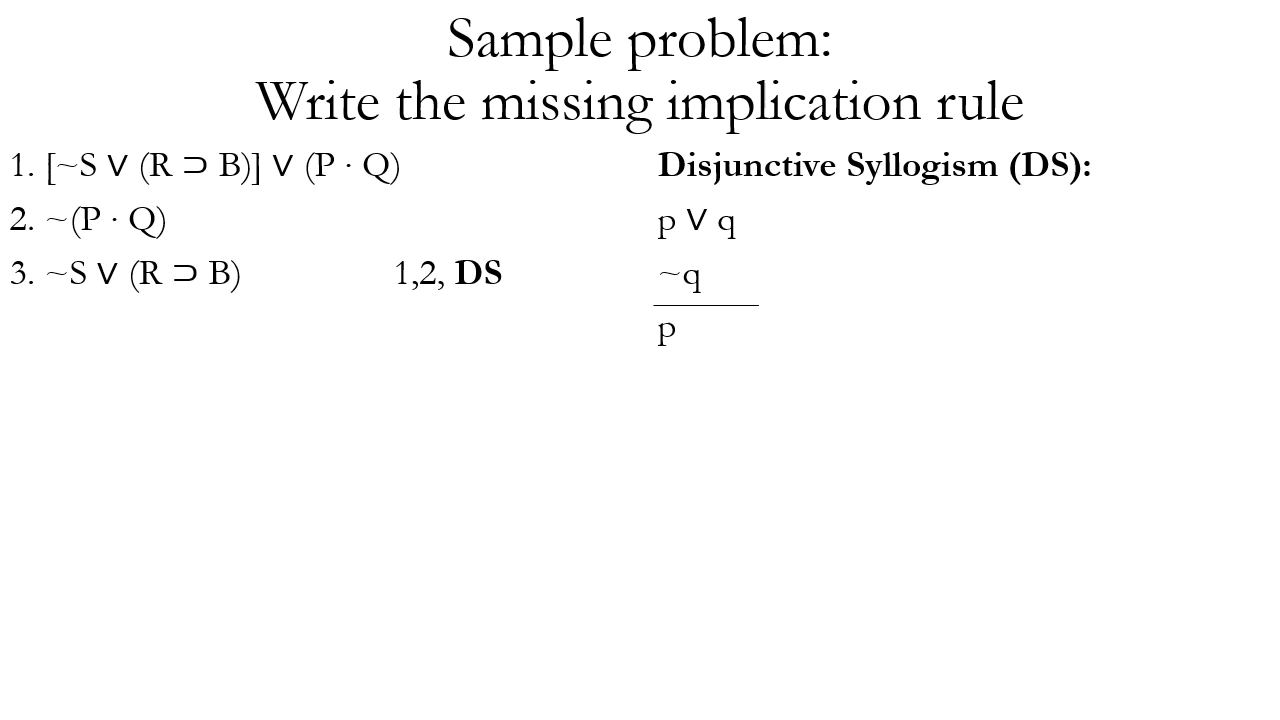 Sample problem:
Write the missing implication rule
1. [~S ∨ (R ⊃ B)] ∨ (P · Q)
2. ~(P · Q)
3. ~S ∨ (R ⊃ B) 1,2, DS
Disjunctive Syllogism (DS):
p ∨ q
~q
p